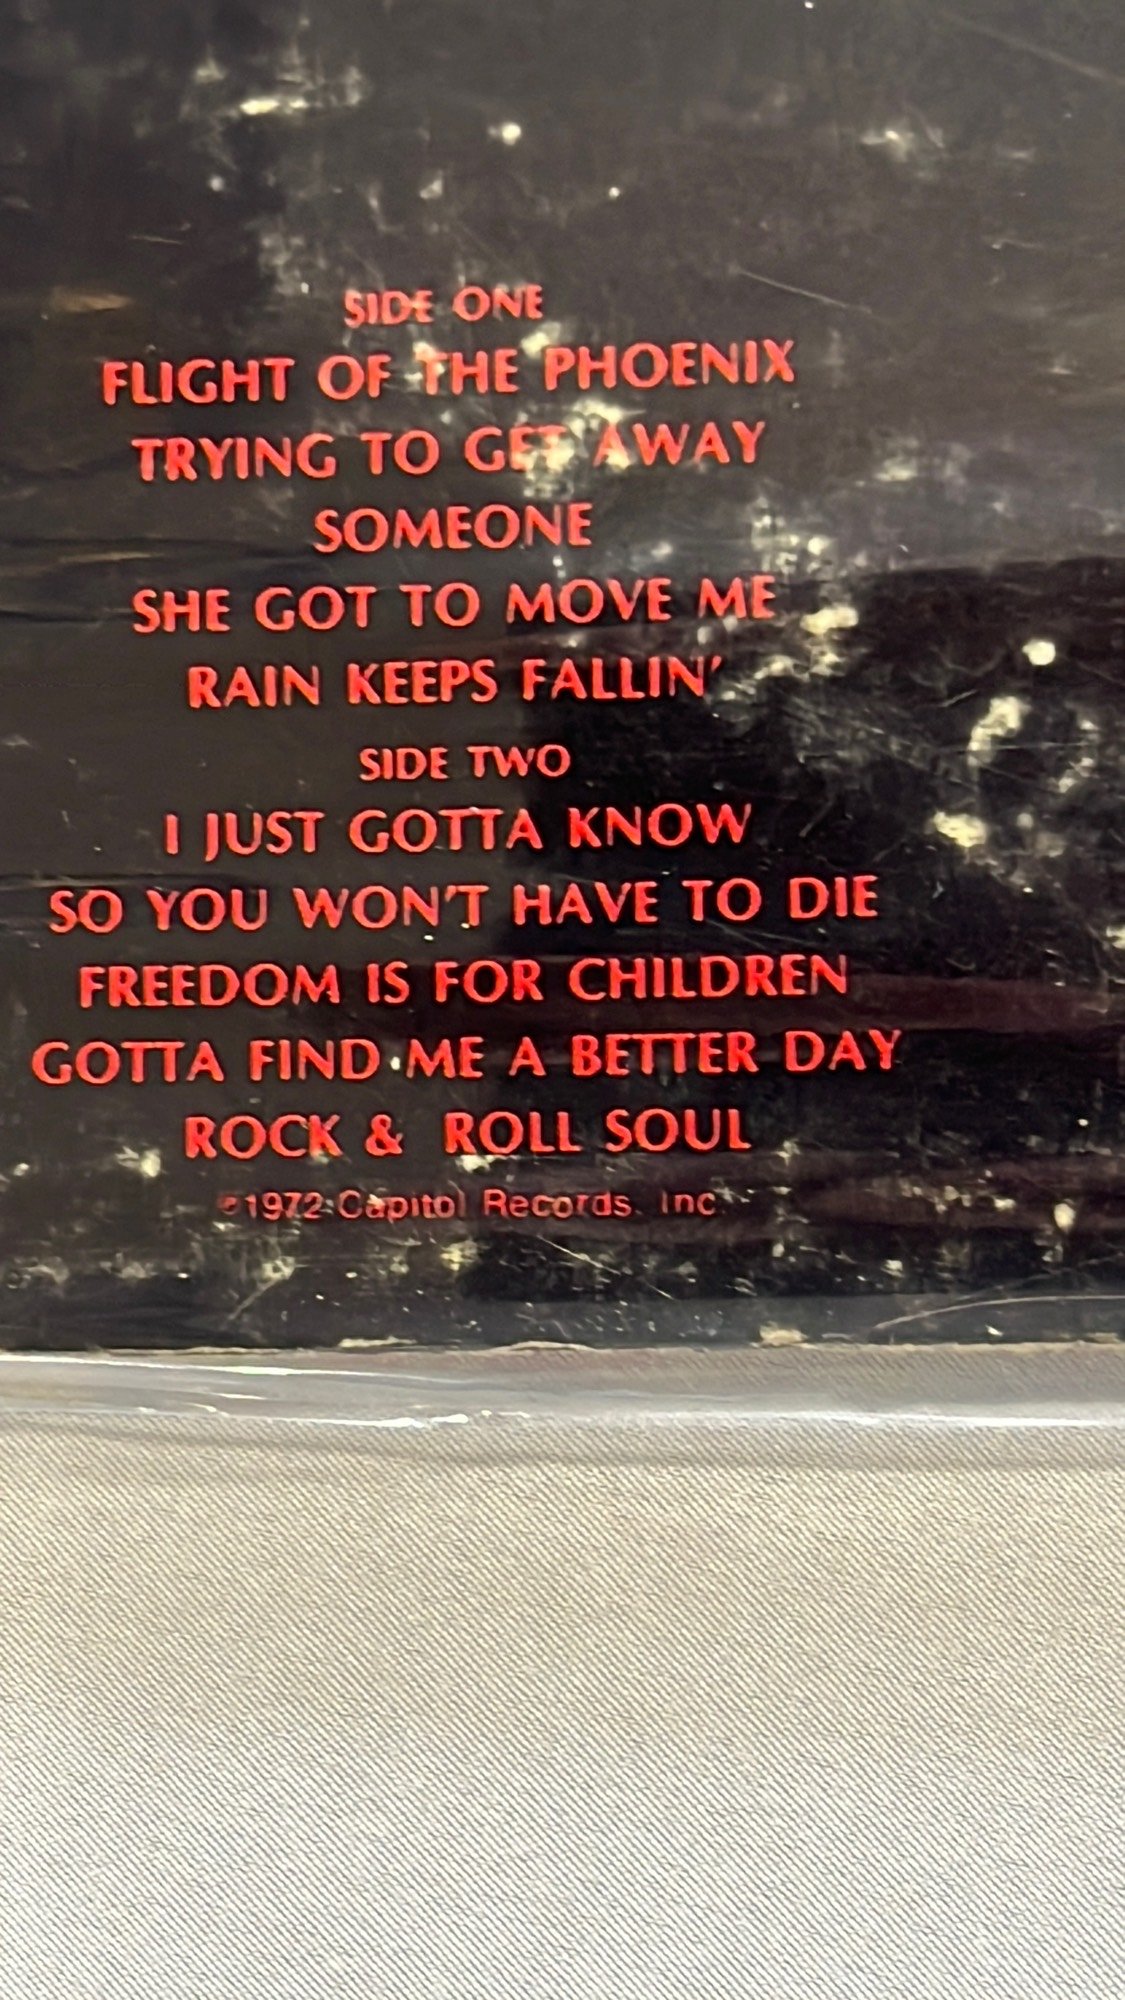 SIDE ONE
FLIGHT OF THE PHOENIX
TRYING TO GET AWAY
SOMEONE
SHE GOT TO MOVE ME
RAIN KEEPS FALLIN'
SIDE TWO
I JUST GOTTA KNOW
SO YOU WON'T HAVE TO DIE
FREEDOM IS FOR CHILDREN
GOTTA FIND ME A BETTER DAY
ROCK & ROLL SOUL
℗1972 Capitol Records, Inc.